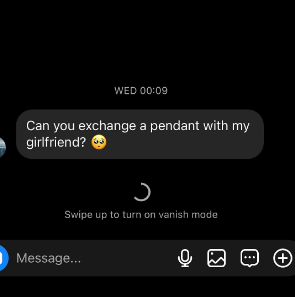 WED 00:09
Can you exchange a pendant with my
girlfriend? 🥺
Swipe up to turn on vanish mode
Message...